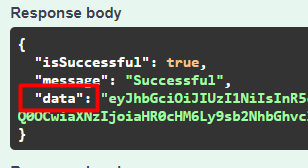 Response body
{
"isSuccessful": true,
"message": "Successful",
"data": "eyJhbGciOiJIUzI1NiIsInR5
Q0OCwiaXNzIjoiaHR0cHM6Ly9sb2NhbGhvc